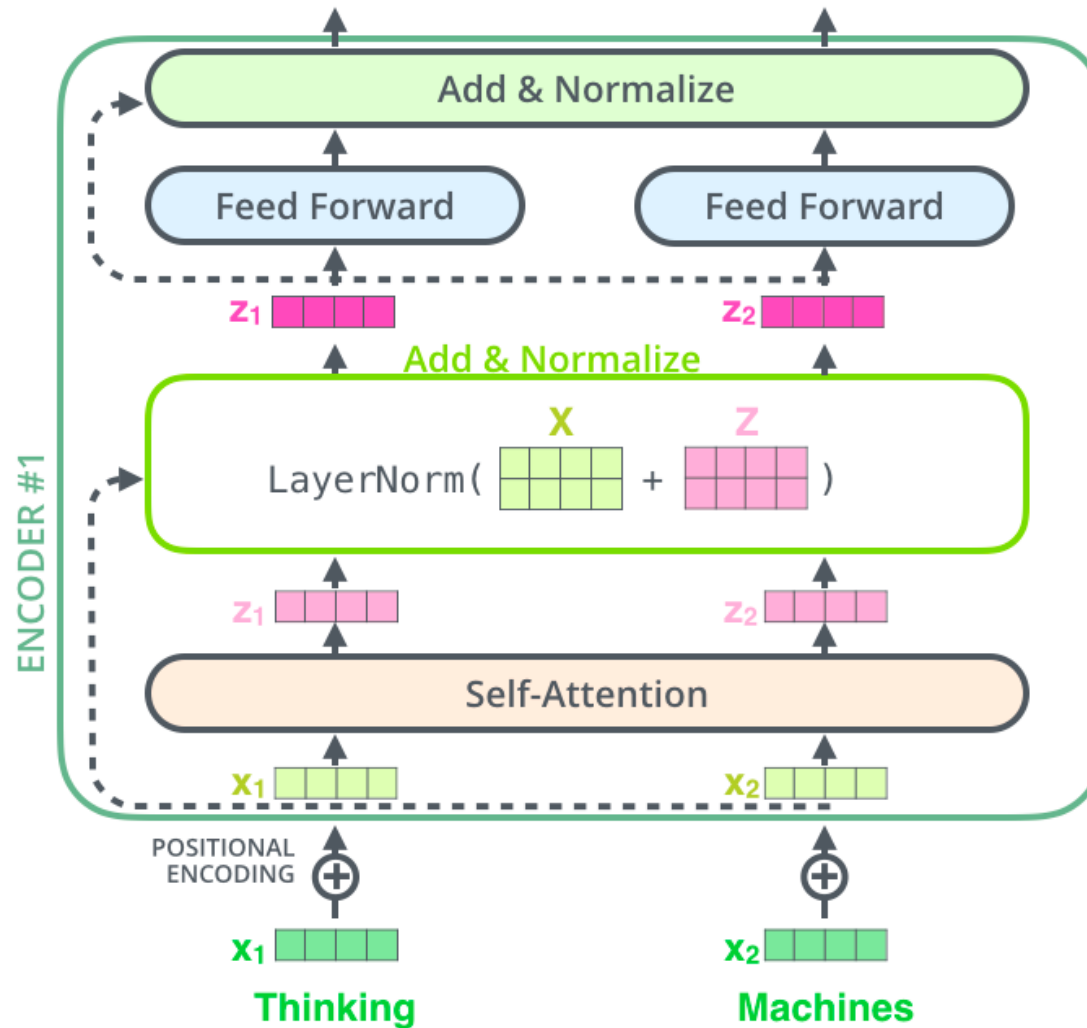 Add & Normalize
Feed Forward Feed Forward
z1 z2
Add & Normalize
X Z
LayerNorm( + )
ENCODER #1
z1 z2
Self-Attention
x1 x2
POSITIONAL
ENCODING
x1 x2
Thinking Machines